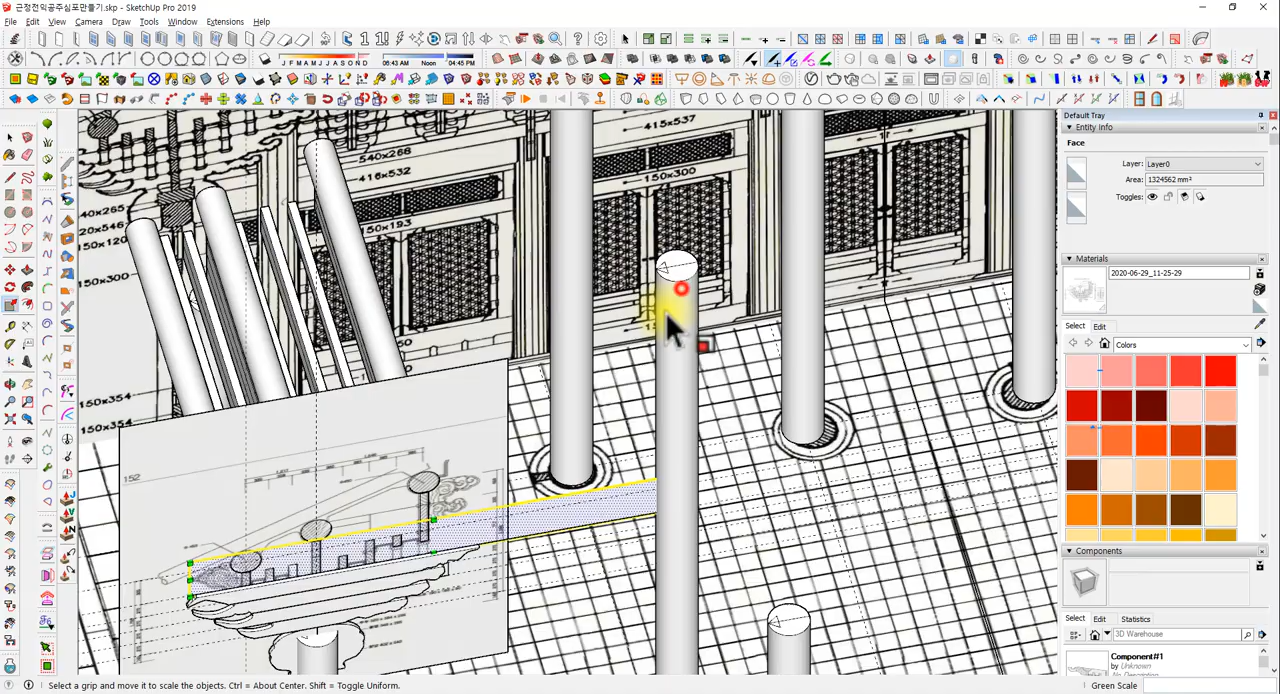 근정전익공주심포만들기.skp - SketchUp Pro 2019
File Edit View Camera Draw Tools Window Extensions Help
J F M A M J J A S O N D
06:43 AM Noon 04:45 PM
Default Tray
Entity Info
Face
Layer: Layer0
Area: 1324562 mm²
Toggles:
Materials
2020-06-29_11-25-29
Select Edit
Colors
Components
Select Edit Statistics
3D Warehouse
Component#1
by Unknown
415x537
540x268
416x532
150x300
40x265
20x546
150x193
150x120
150x300
150x354
150x354
152
Select a grip and move it to scale the objects. Ctrl = About Center. Shift = Toggle Uniform.
Green Scale